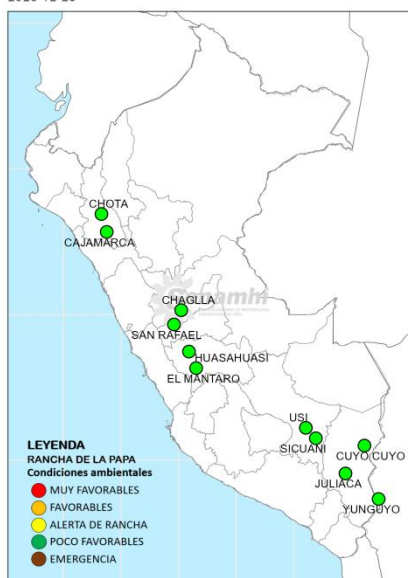 CHOTA
CAJAMARCA
CHAGLLA
Senamhi
SAN RAFAEL
HUASAHUASI
EL MANTARO
USI
SICUANI
CUYO CUYO
JULIACA
YUNGUYO
LEYENDA
RANCHA DE LA PAPA
Condiciones ambientales
MUY FAVORABLES
FAVORABLES
ALERTA DE RANCHA
POCO FAVORABLES
EMERGENCIA